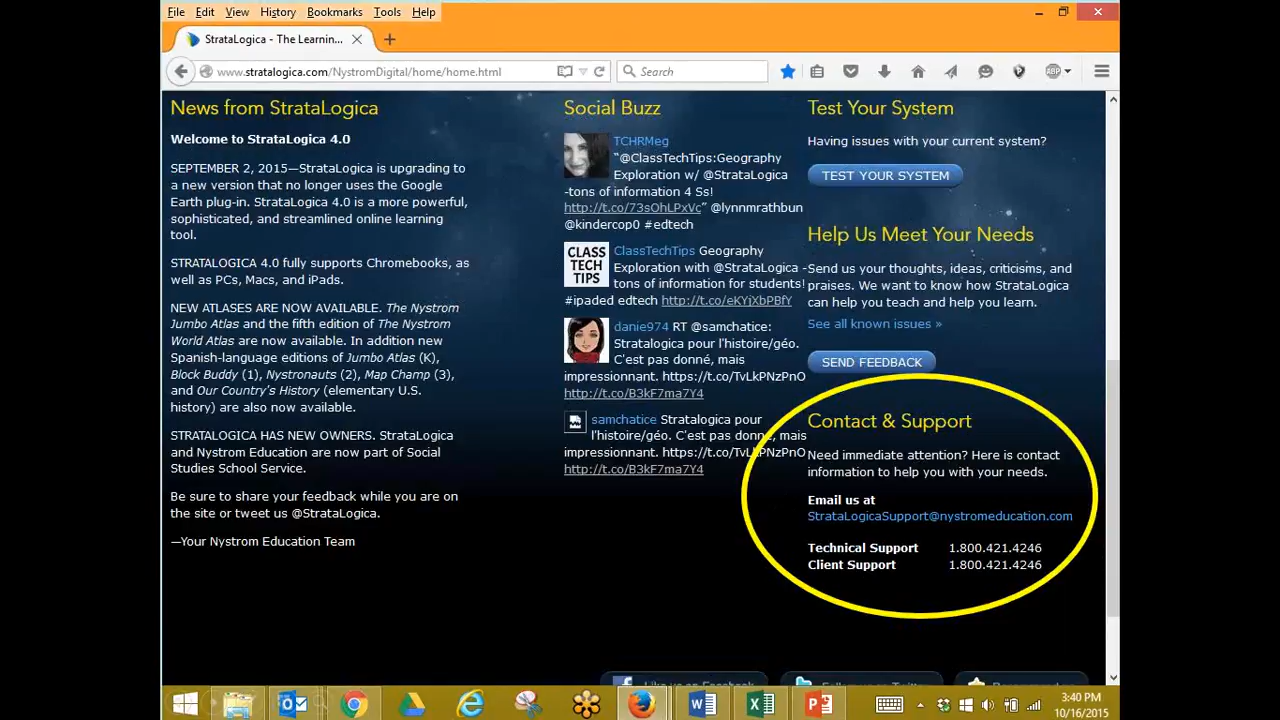 File Edit View History Bookmarks Tools Help
StrataLogica - The Learnin...
www.stratalogica.com/NystromDigital/home/home.html
Search
ABP
News from StrataLogica
Welcome to StrataLogica 4.0
SEPTEMBER 2, 2015—StrataLogica is upgrading to
a new version that no longer uses the Google
Earth plug-in. StrataLogica 4.0 is a more powerful,
sophisticated, and streamlined online learning
tool.
STRATALOGICA 4.0 fully supports Chromebooks, as
well as PCs, Macs, and iPads.
NEW ATLASES ARE NOW AVAILABLE. The Nystrom
Jumbo Atlas and the fifth edition of The Nystrom
World Atlas are now available. In addition new
Spanish-language editions of Jumbo Atlas (K),
Block Buddy (1), Nystronauts (2), Map Champ (3),
and Our Country's History (elementary U.S.
history) are also now available.
STRATALOGICA HAS NEW OWNERS. StrataLogica
and Nystrom Education are now part of Social
Studies School Service.
Be sure to share your feedback while you are on
the site or tweet us @StrataLogica.
—Your Nystrom Education Team
Social Buzz
TCHRMeg
"@ClassTechTips:Geography
Exploration w/ @StrataLogica
-tons of information 4 Ss!
http://t.co/73sOhLPxVc" @lynnmrathbun
@kindercop0 #edtech
CLASS
TECH
TIPS
ClassTechTips Geography
Exploration with @StrataLogica -
tons of information for students!
#ipaded edtech http://t.co/eKYjXbPBfY
danie974 RT @samchatice:
Stratalogica pour l'histoire/géo.
C'est pas donné, mais
impressionnant. https://t.co/TvLkPNzPnO
http://t.co/B3kF7ma7Y4
samchatice Stratalogica pour
l'histoire/géo. C'est pas donné, mais
impressionnant. https://t.co/TvLkPNzPnO
http://t.co/B3kF7ma7Y4
Test Your System
Having issues with your current system?
TEST YOUR SYSTEM
Help Us Meet Your Needs
Send us your thoughts, ideas, criticisms, and
praises. We want to know how StrataLogica
can help you teach and help you learn.
See all known issues »
SEND FEEDBACK
Contact & Support
Need immediate attention? Here is contact
information to help you with your needs.
Email us at
StrataLogicaSupport@nystromeducation.com
Technical Support 1.800.421.4246
Client Support 1.800.421.4246
Like us on Facebook
Follow us on Twitter
3:40 PM
10/16/2015